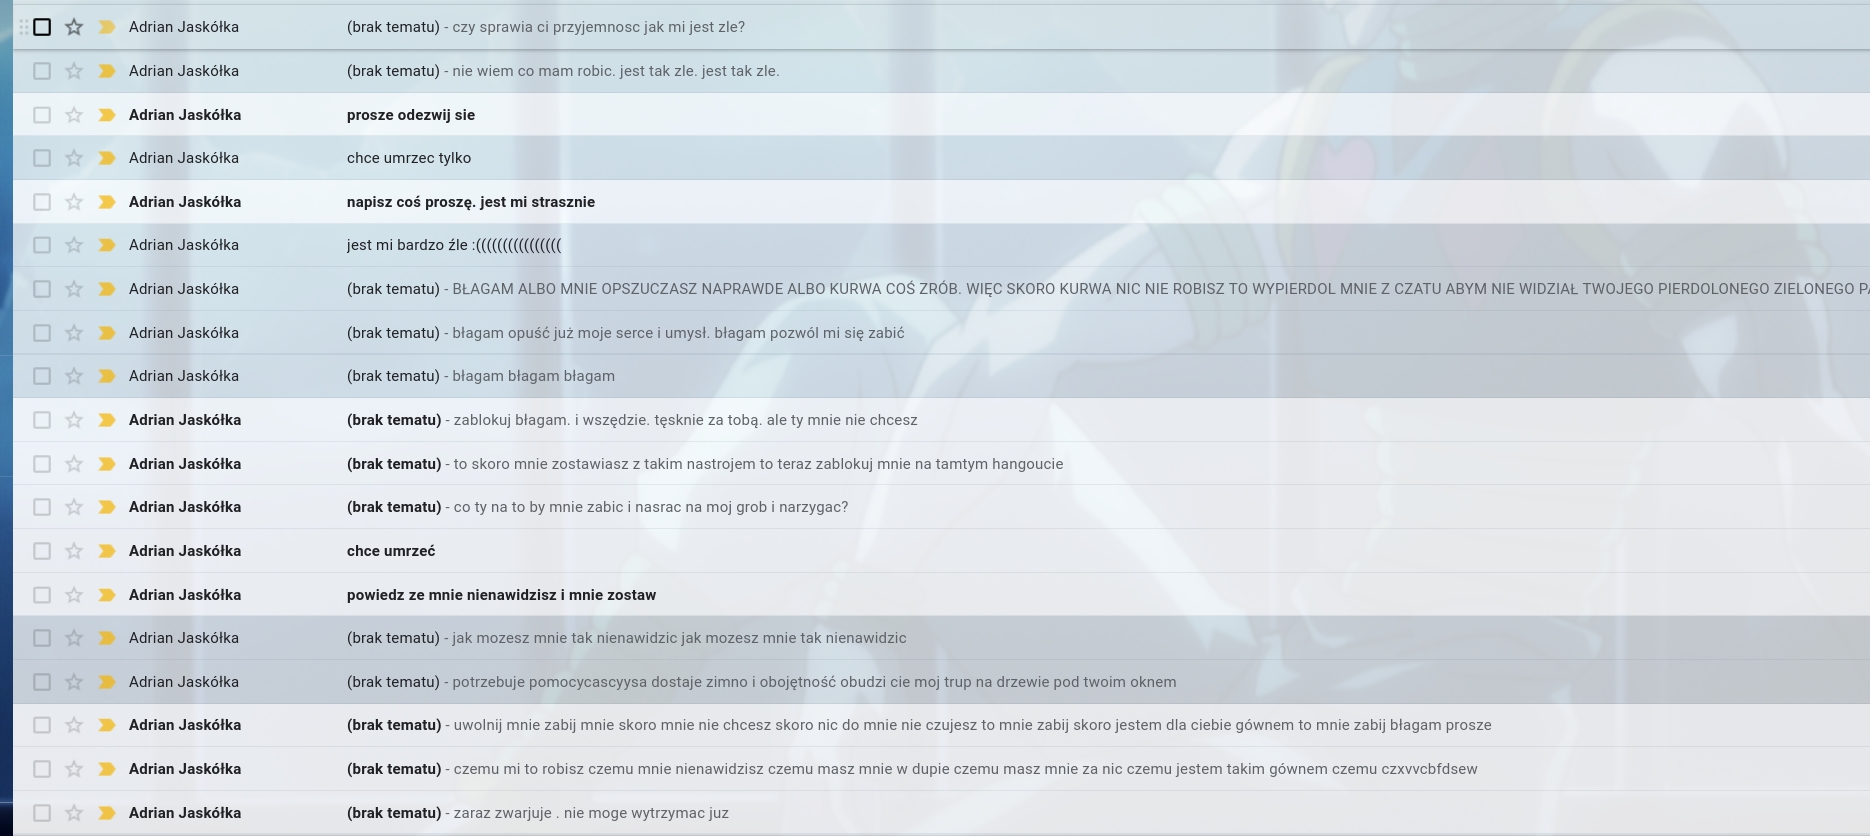 Adrian Jaskółka (brak tematu) - czy sprawia ci przyjemnosc jak mi jest zle?
Adrian Jaskółka (brak tematu) - nie wiem co mam robic. jest tak zle. jest tak zle.
Adrian Jaskółka prosze odezwij sie
Adrian Jaskółka chce umrzec tylko
Adrian Jaskółka napisz coś proszę. jest mi strasznie
Adrian Jaskółka jest mi bardzo źle :((((((((((((((((
Adrian Jaskółka (brak tematu) - BŁAGAM ALBO MNIE OPSZUCZASZ NAPRAWDE ALBO KURWA COŚ ZRÓB. WIĘC SKORO KURWA NIC NIE ROBISZ TO WYPIERDOL MNIE Z CZATU ABYM NIE WIDZIAŁ TWOJEGO PIERDOLONEGO ZIELONEGO
Adrian Jaskółka (brak tematu) - błagam opuść już moje serce i umysł. błagam pozwól mi się zabić
Adrian Jaskółka (brak tematu) - błagam błagam błagam
Adrian Jaskółka (brak tematu) - zablokuj błagam. i wszędzie. tęsknie za tobą. ale ty mnie nie chcesz
Adrian Jaskółka (brak tematu) - to skoro mnie zostawiasz z takim nastrojem to teraz zablokuj mnie na tamtym hangoucie
Adrian Jaskółka (brak tematu) - co ty na to by mnie zabic i nasrac na moj grob i narzygac?
Adrian Jaskółka chce umrzeć
Adrian Jaskółka powiedz ze mnie nienawidzisz i mnie zostaw
Adrian Jaskółka (brak tematu) - jak mozesz mnie tak nienawidzic jak mozesz mnie tak nienawidzic
Adrian Jaskółka (brak tematu) - potrzebuje pomocycascyysa dostaje zimno i obojętność obudzi cie moj trup na drzewie pod twoim oknem
Adrian Jaskółka (brak tematu) - uwolnij mnie zabij mnie skoro mnie nie chcesz skoro nic do mnie nie czujesz to mnie zabij skoro jestem dla ciebie gównem to mnie zabij błagam prosze
Adrian Jaskółka (brak tematu) - czemu mi to robisz czemu mnie nienawidzisz czemu masz mnie w dupie czemu masz mnie za nic czemu jestem takim gównem czemu czxvvcbfdsew
Adrian Jaskółka (brak tematu) - zaraz zwarjuje . nie moge wytrzymac juz